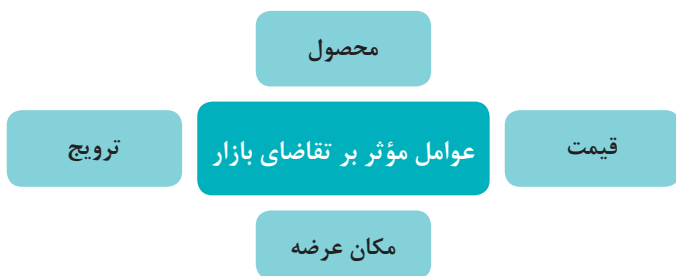 محصول
قیمت
عوامل مؤثر بر تقاضای بازار
ترویج
مکان عرضه